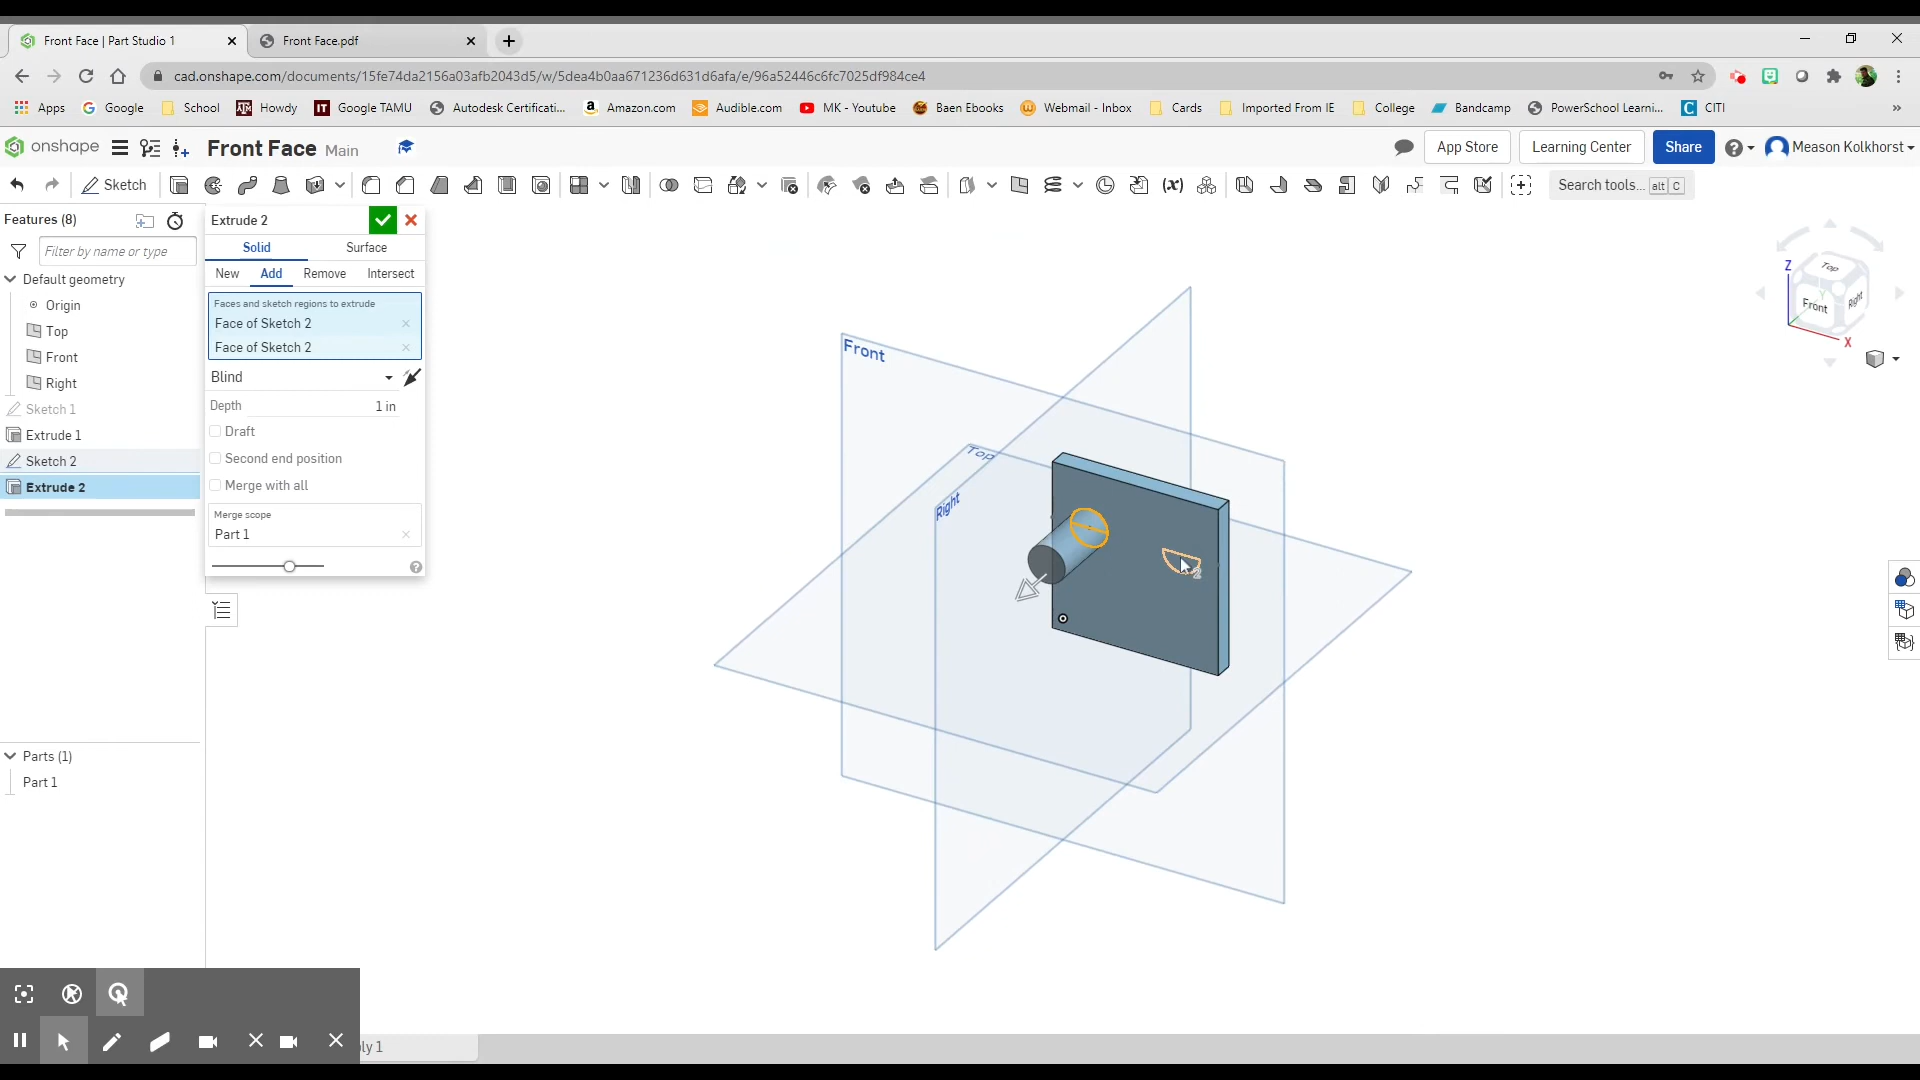 Front Face | Part Studio 1
Front Face.pdf
cad.onshape.com/documents/15fe74da2156a03afb2043d5/w/5dea4b0aa671236d631d6afa/e/96a52446c6fc7025df984ce4
Apps Google School Howdy Google TAMU Autodesk Certificati... Amazon.com Audible.com MK - Youtube Baen Ebooks Webmail - Inbox Cards Imported From IE College Bandcamp PowerSchool Learni... CITI »
onshape Front Face Main App Store Learning Center Share Meason Kolkhorst
Sketch (x) Search tools... alt C
Features (8)
Filter by name or type
Default geometry
Origin
Top
Front
Right
Sketch 1
Extrude 1
Sketch 2
Extrude 2
Parts (1)
Part 1
Extrude 2
Solid Surface
New Add Remove Intersect
Faces and sketch regions to extrude
Face of Sketch 2
Face of Sketch 2
Blind
Depth 1 in
Draft
Second end position
Merge with all
Merge scope
Part 1
Front
Top
Right
2
Z
Top
Y
Front
Right
X
ly 1